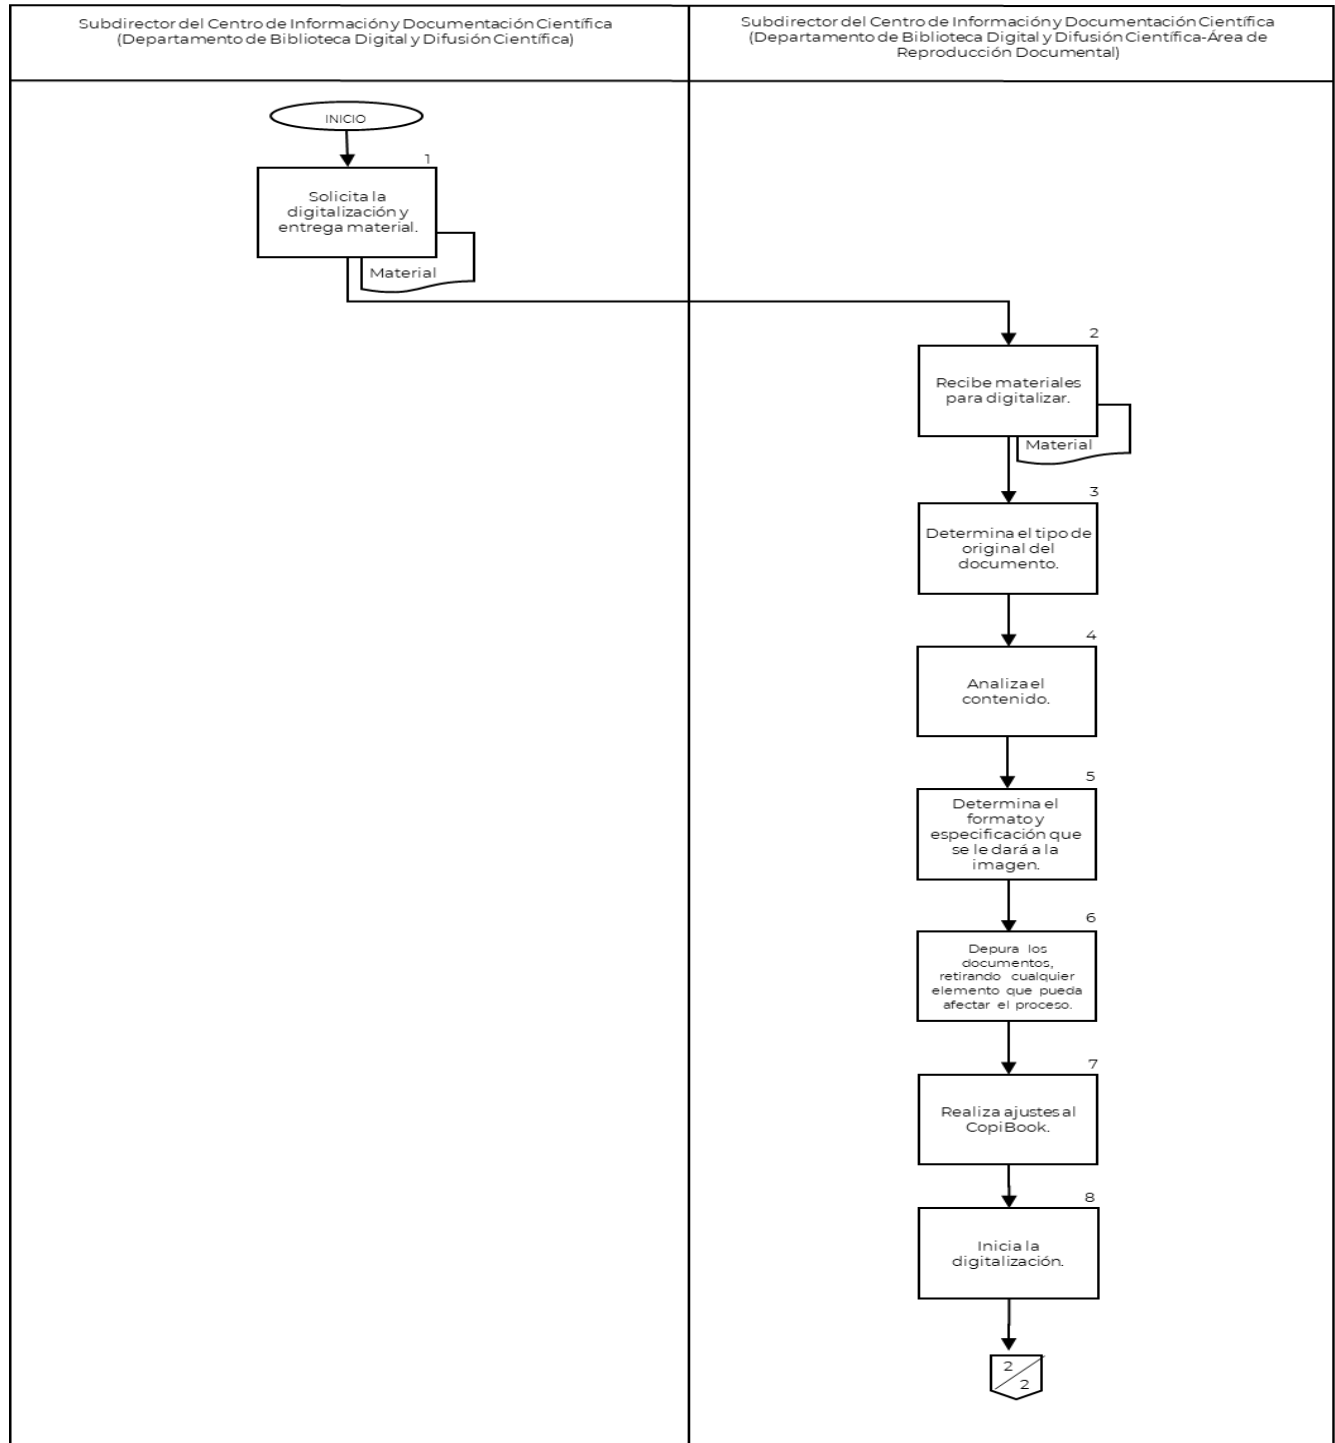 Subdirector del Centro de Información y Documentación Científica
(Departamento de Biblioteca Digital y Difusión Científica)
Subdirector del Centro de Información y Documentación Científica
(Departamento de Biblioteca Digital y Difusión Científica-Área de
Reproducción Documental)
INICIO
1
Solicita la
digitalización y
entrega material.
Material
2
Recibe materiales
para digitalizar.
Material
3
Determina el tipo de
original del
documento.
4
Analiza el
contenido.
5
Determina el
formato y
especificación que
se le dará a la
imagen.
6
Depura los
documentos,
retirando cualquier
elemento que pueda
afectar el proceso.
7
Realiza ajustes al
CopiBook.
8
Inicia la
digitalización.
2
2